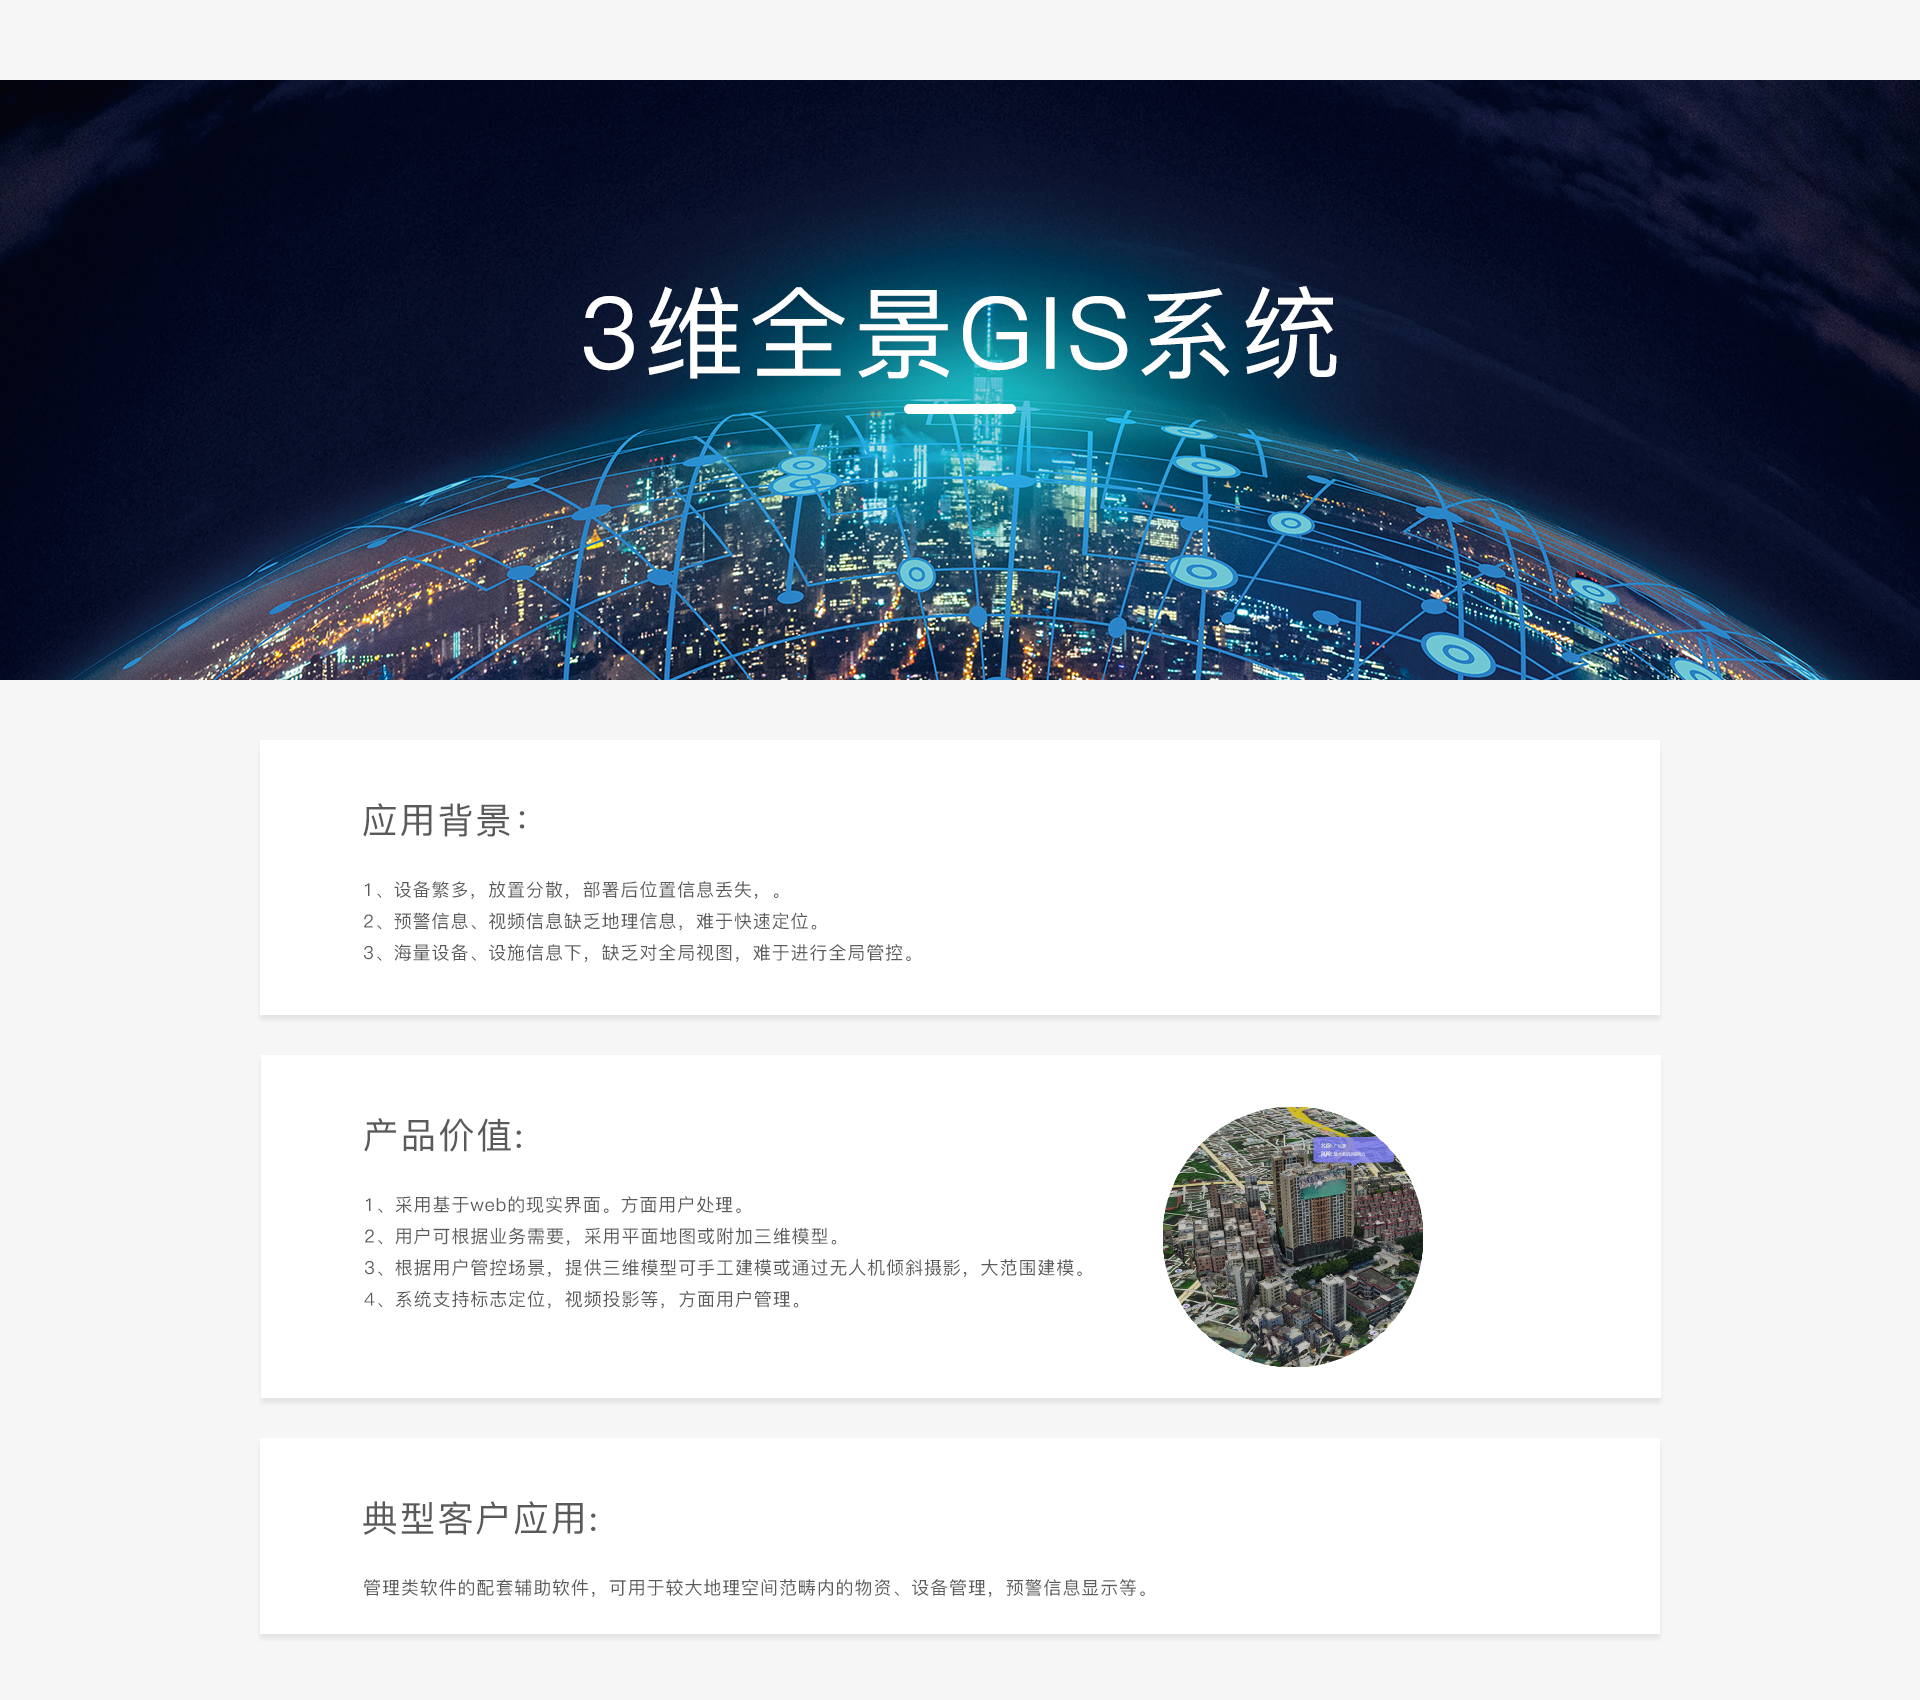 3维全景GIS系统
应用背景：
1、设备繁多，放置分散，部署后位置信息丢失，。
2、预警信息、视频信息缺乏地理信息，难于快速定位。
3、海量设备、设施信息下，缺乏对全局视图，难于进行全局管控。
产品价值：
1、采用基于web的现实界面。方面用户处理。
2、用户可根据业务需要，采用平面地图或附加三维模型。
3、根据用户管控场景，提供三维模型可手工建模或通过无人机倾斜摄影，大范围建模。
4、系统支持标志定位，视频投影等，方面用户管理。
典型客户应用：
管理类软件的配套辅助软件，可用于较大地理空间范畴内的物资、设备管理，预警信息显示等。